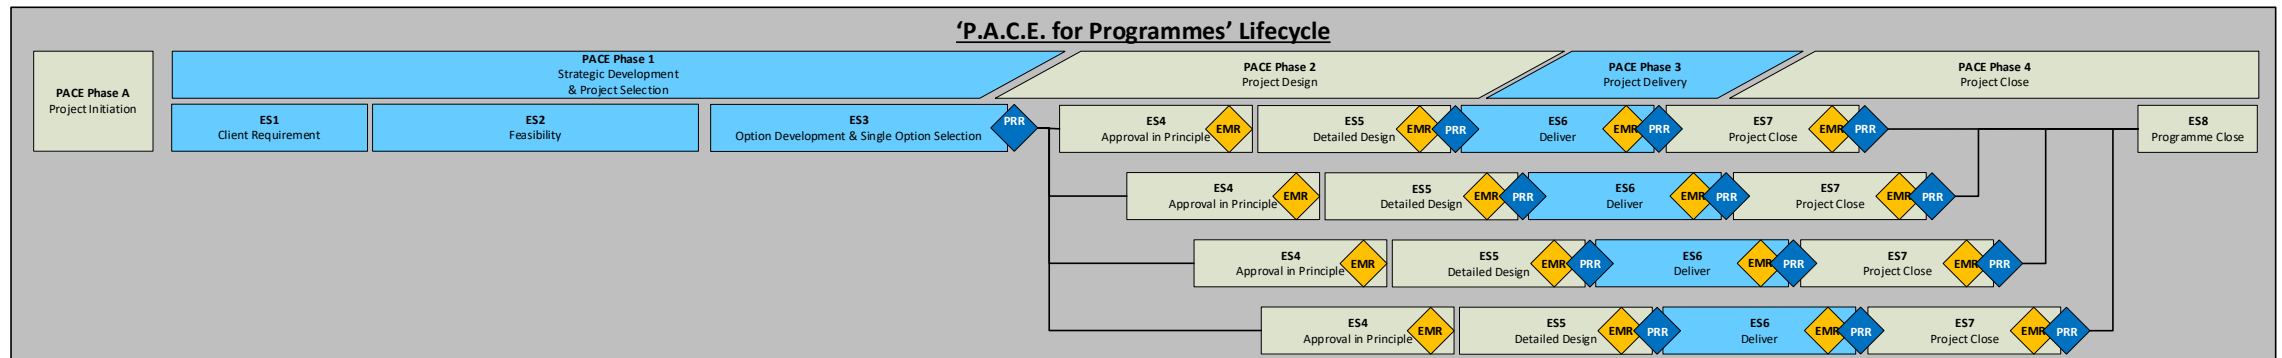 ‘P.A.C.E. for Programmes’ Lifecycle
PACE Phase A
Project Initiation
PACE Phase 1
Strategic Development
& Project Selection
PACE Phase 2
Project Design
PACE Phase 3
Project Delivery
PACE Phase 4
Project Close
ES1
Client Requirement
ES2
Feasibility
ES3
Option Development & Single Option Selection
PRR
ES4
Approval in Principle
EMR
ES5
Detailed Design
EMR
PRR
ES6
Deliver
EMR
PRR
ES7
Project Close
EMR
PRR
ES8
Programme Close
ES4
Approval in Principle
EMR
ES5
Detailed Design
EMR
PRR
ES6
Deliver
EMR
PRR
ES7
Project Close
EMR
PRR
ES4
Approval in Principle
EMR
ES5
Detailed Design
EMR
PRR
ES6
Deliver
EMR
PRR
ES7
Project Close
EMR
PRR
ES4
Approval in Principle
EMR
ES5
Detailed Design
EMR
PRR
ES6
Deliver
EMR
PRR
ES7
Project Close
EMR
PRR